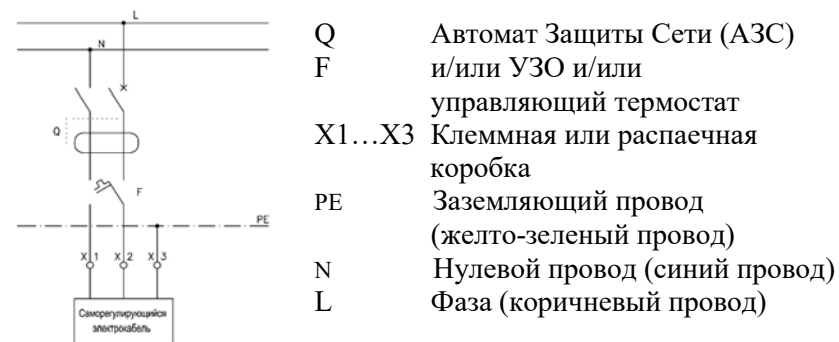 L
N
Q
F
PE
X 1 X 2 X 3
Саморегулирующийся
электрокабель
Q Автомат Защиты Сети (АЗС)
F и/или УЗО и/или
управляющий термостат
X1...X3 Клеммная или распаечная
коробка
PE Заземляющий провод
(желто-зеленый провод)
N Нулевой провод (синий провод)
L Фаза (коричневый провод)